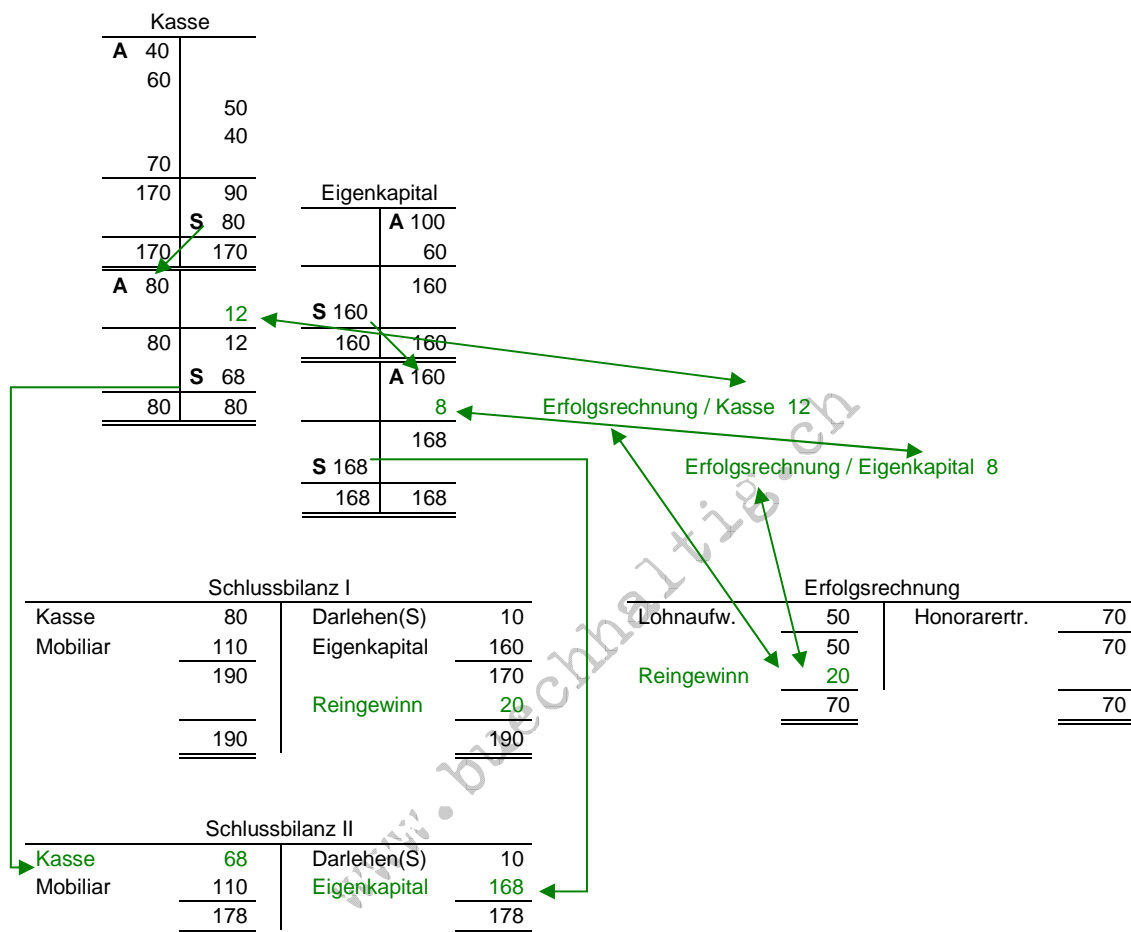 Kasse
A 40
60
50
40
70
170 90
S 80
170 170
A 80
12
80 12
S 68
80 80
Eigenkapital
A 100
60
160
S 160
160 160
A 160
8
168
S 168
168 168
Erfolgsrechnung / Kasse 12
Erfolgsrechnung / Eigenkapital 8
Schlussbilanz I
Kasse 80 Darlehen(S) 10
Mobiliar 110 Eigenkapital 160
190 170
Reingewinn 20
190 190
Erfolgsrechnung
Lohnaufw. 50 Honorarertr. 70
50 70
Reingewinn 20
70 70
Schlussbilanz II
Kasse 68 Darlehen(S) 10
Mobiliar 110 Eigenkapital 168
178 178
www.buechhaltig.ch